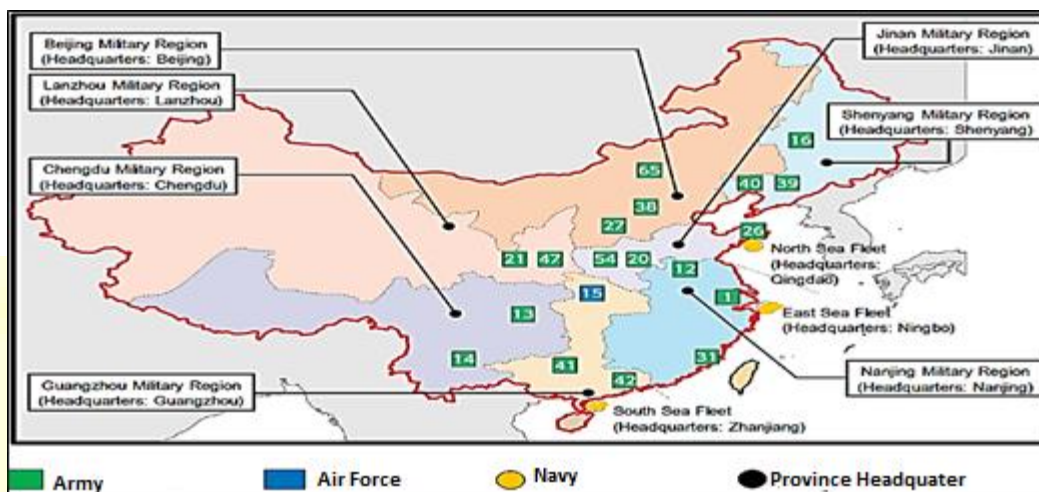 Beijing Military Region
(Headquarters: Beijing)
Jinan Military Region
(Headquarters: Jinan)
Lanzhou Military Region
(Headquarters: Lanzhou)
Shenyang Military Region
(Headquarters: Shenyang)
Chengdu Military Region
(Headquarters: Chengdu)
16
65
40
39
38
27
26
North Sea Fleet
(Headquarters:
Qingdao)
21
47
54
20
12
15
1
East Sea Fleet
(Headquarters: Ningbo)
13
14
41
31
42
Guangzhou Military Region
(Headquarters: Guangzhou)
Nanjing Military Region
(Headquarters: Nanjing)
South Sea Fleet
(Headquarters: Zhanjiang)
Army
Air Force
Navy
Province Headquater